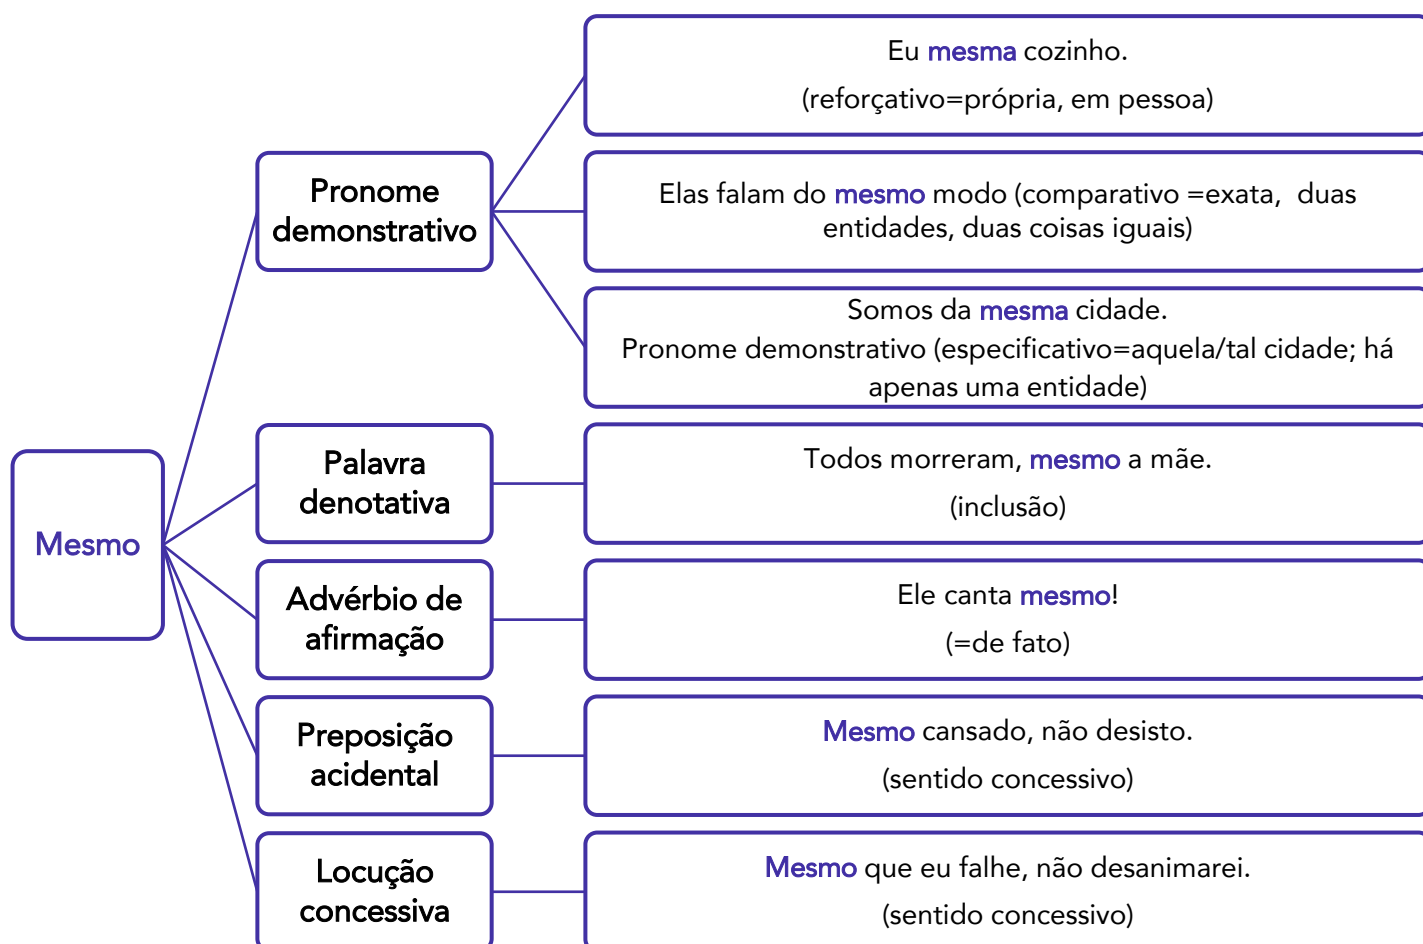 Mesmo
Pronome
demonstrativo
Eu mesma cozinho.
(reforçativo=própria, em pessoa)
Elas falam do mesmo modo (comparativo =exata, duas
entidades, duas coisas iguais)
Somos da mesma cidade.
Pronome demonstrativo (especificativo=aquela/tal cidade; há
apenas uma entidade)
Palavra
denotativa
Todos morreram, mesmo a mãe.
(inclusão)
Advérbio de
afirmação
Ele canta mesmo!
(=de fato)
Preposição
acidental
Mesmo cansado, não desisto.
(sentido concessivo)
Locução
concessiva
Mesmo que eu falhe, não desanimarei.
(sentido concessivo)